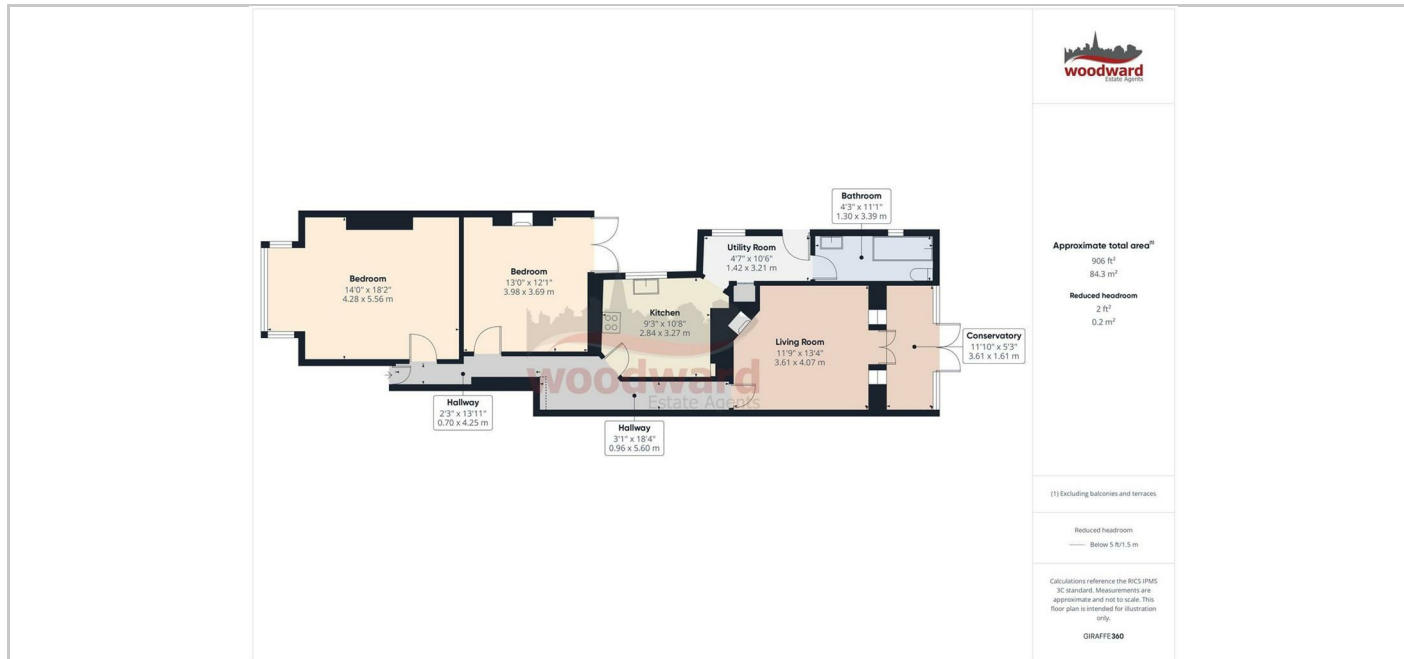 woodward
Estate Agents
Bathroom
4'3" x 11'1"
1.30 x 3.39 m
Utility Room
4'7" x 10'6"
1.42 x 3.21 m
Bedroom
14'0" x 18'2"
4.28 x 5.56 m
Bedroom
13'0" x 12'1"
3.98 x 3.69 m
Kitchen
9'3" x 10'8"
2.84 x 3.27 m
Living Room
11'9" x 13'4"
3.61 x 4.07 m
Conservatory
11'10" x 5'3"
3.61 x 1.61 m
Hallway
2'3" x 13'11"
0.70 x 4.25 m
Hallway
3'1" x 18'4"
0.96 x 5.60 m
woodward
Estate Agents
Approximate total area(1)
906 ft²
84.3 m²
Reduced headroom
2 ft²
0.2 m²
(1) Excluding balconies and terraces
Reduced headroom
Below 5 ft/1.5 m
Calculations reference the RICS IPMS
3C standard. Measurements are
approximate and not to scale. This
floor plan is intended for illustration
only.
GIRAFFE360